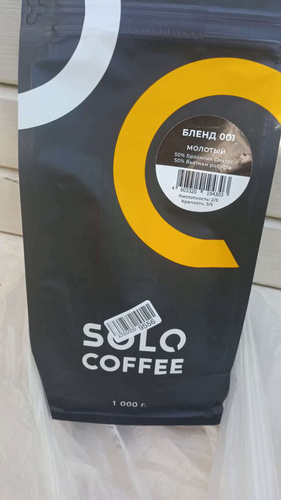 БЛЕНД 001
МОЛОТЫЙ
50% Бразилия Сантос
50% Вьетнам робуста
Кислотность: 2/5
Крепость: 3/5
9556
SOLO
COFFEE
1 000 г.